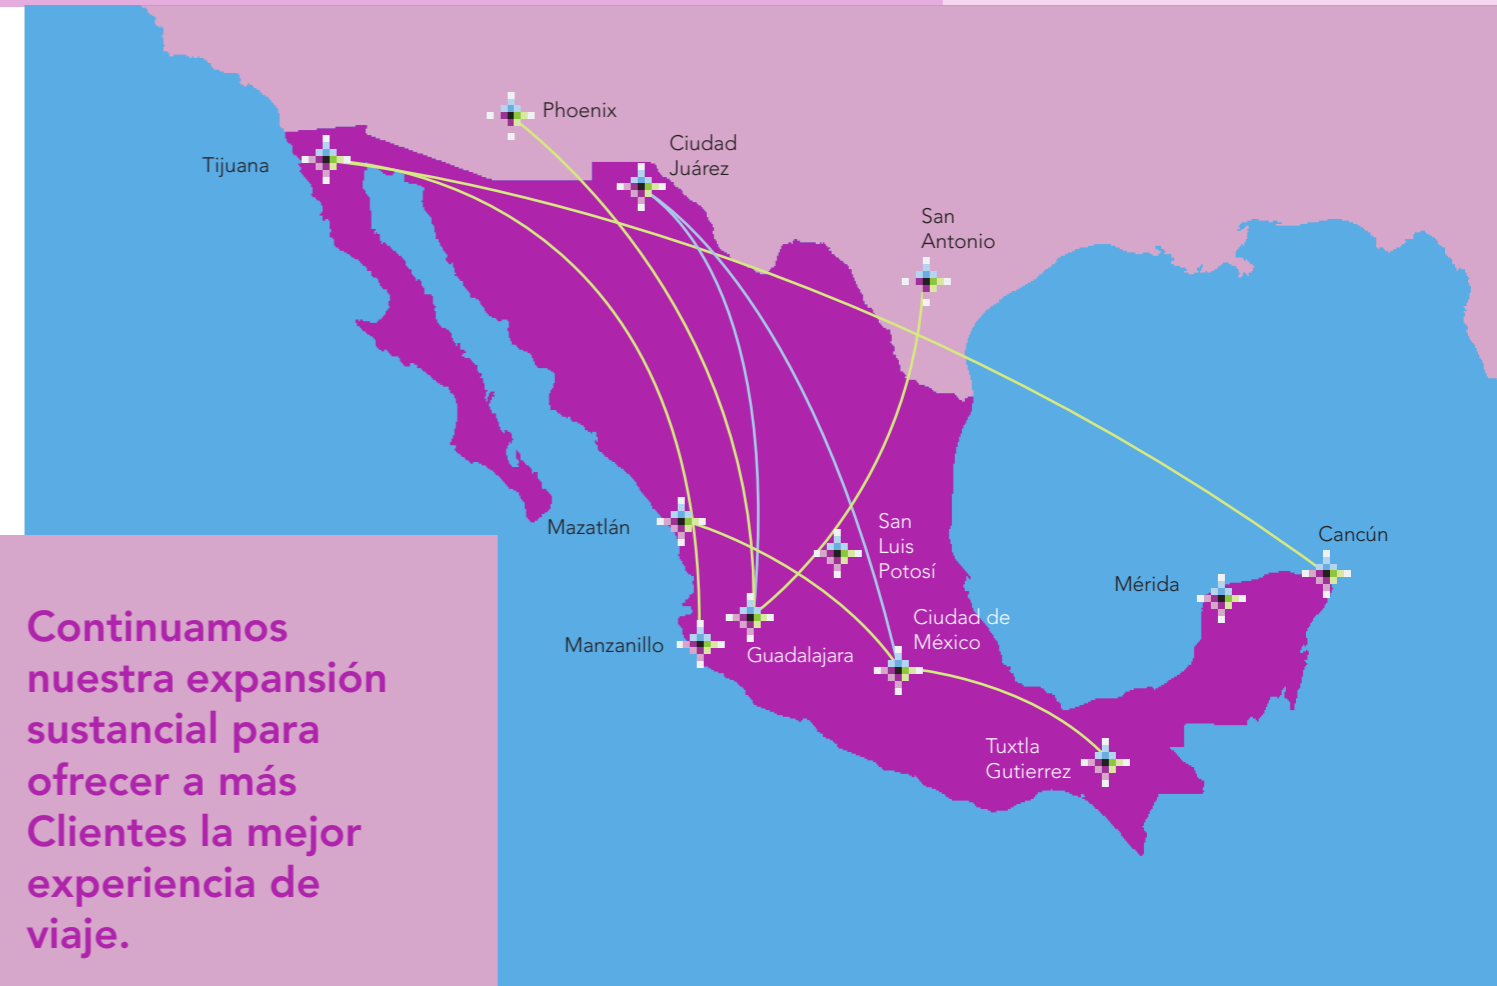 Phoenix
Ciudad
Juárez
Tijuana
San
Antonio
Mazatlán
San
Luis
Potosí
Cancún
Mérida
Ciudad de
México
Manzanillo
Guadalajara
Tuxtla
Gutierrez
Continuamos
nuestra expansión
sustancial para
ofrecer a más
Clientes la mejor
experiencia de
viaje.